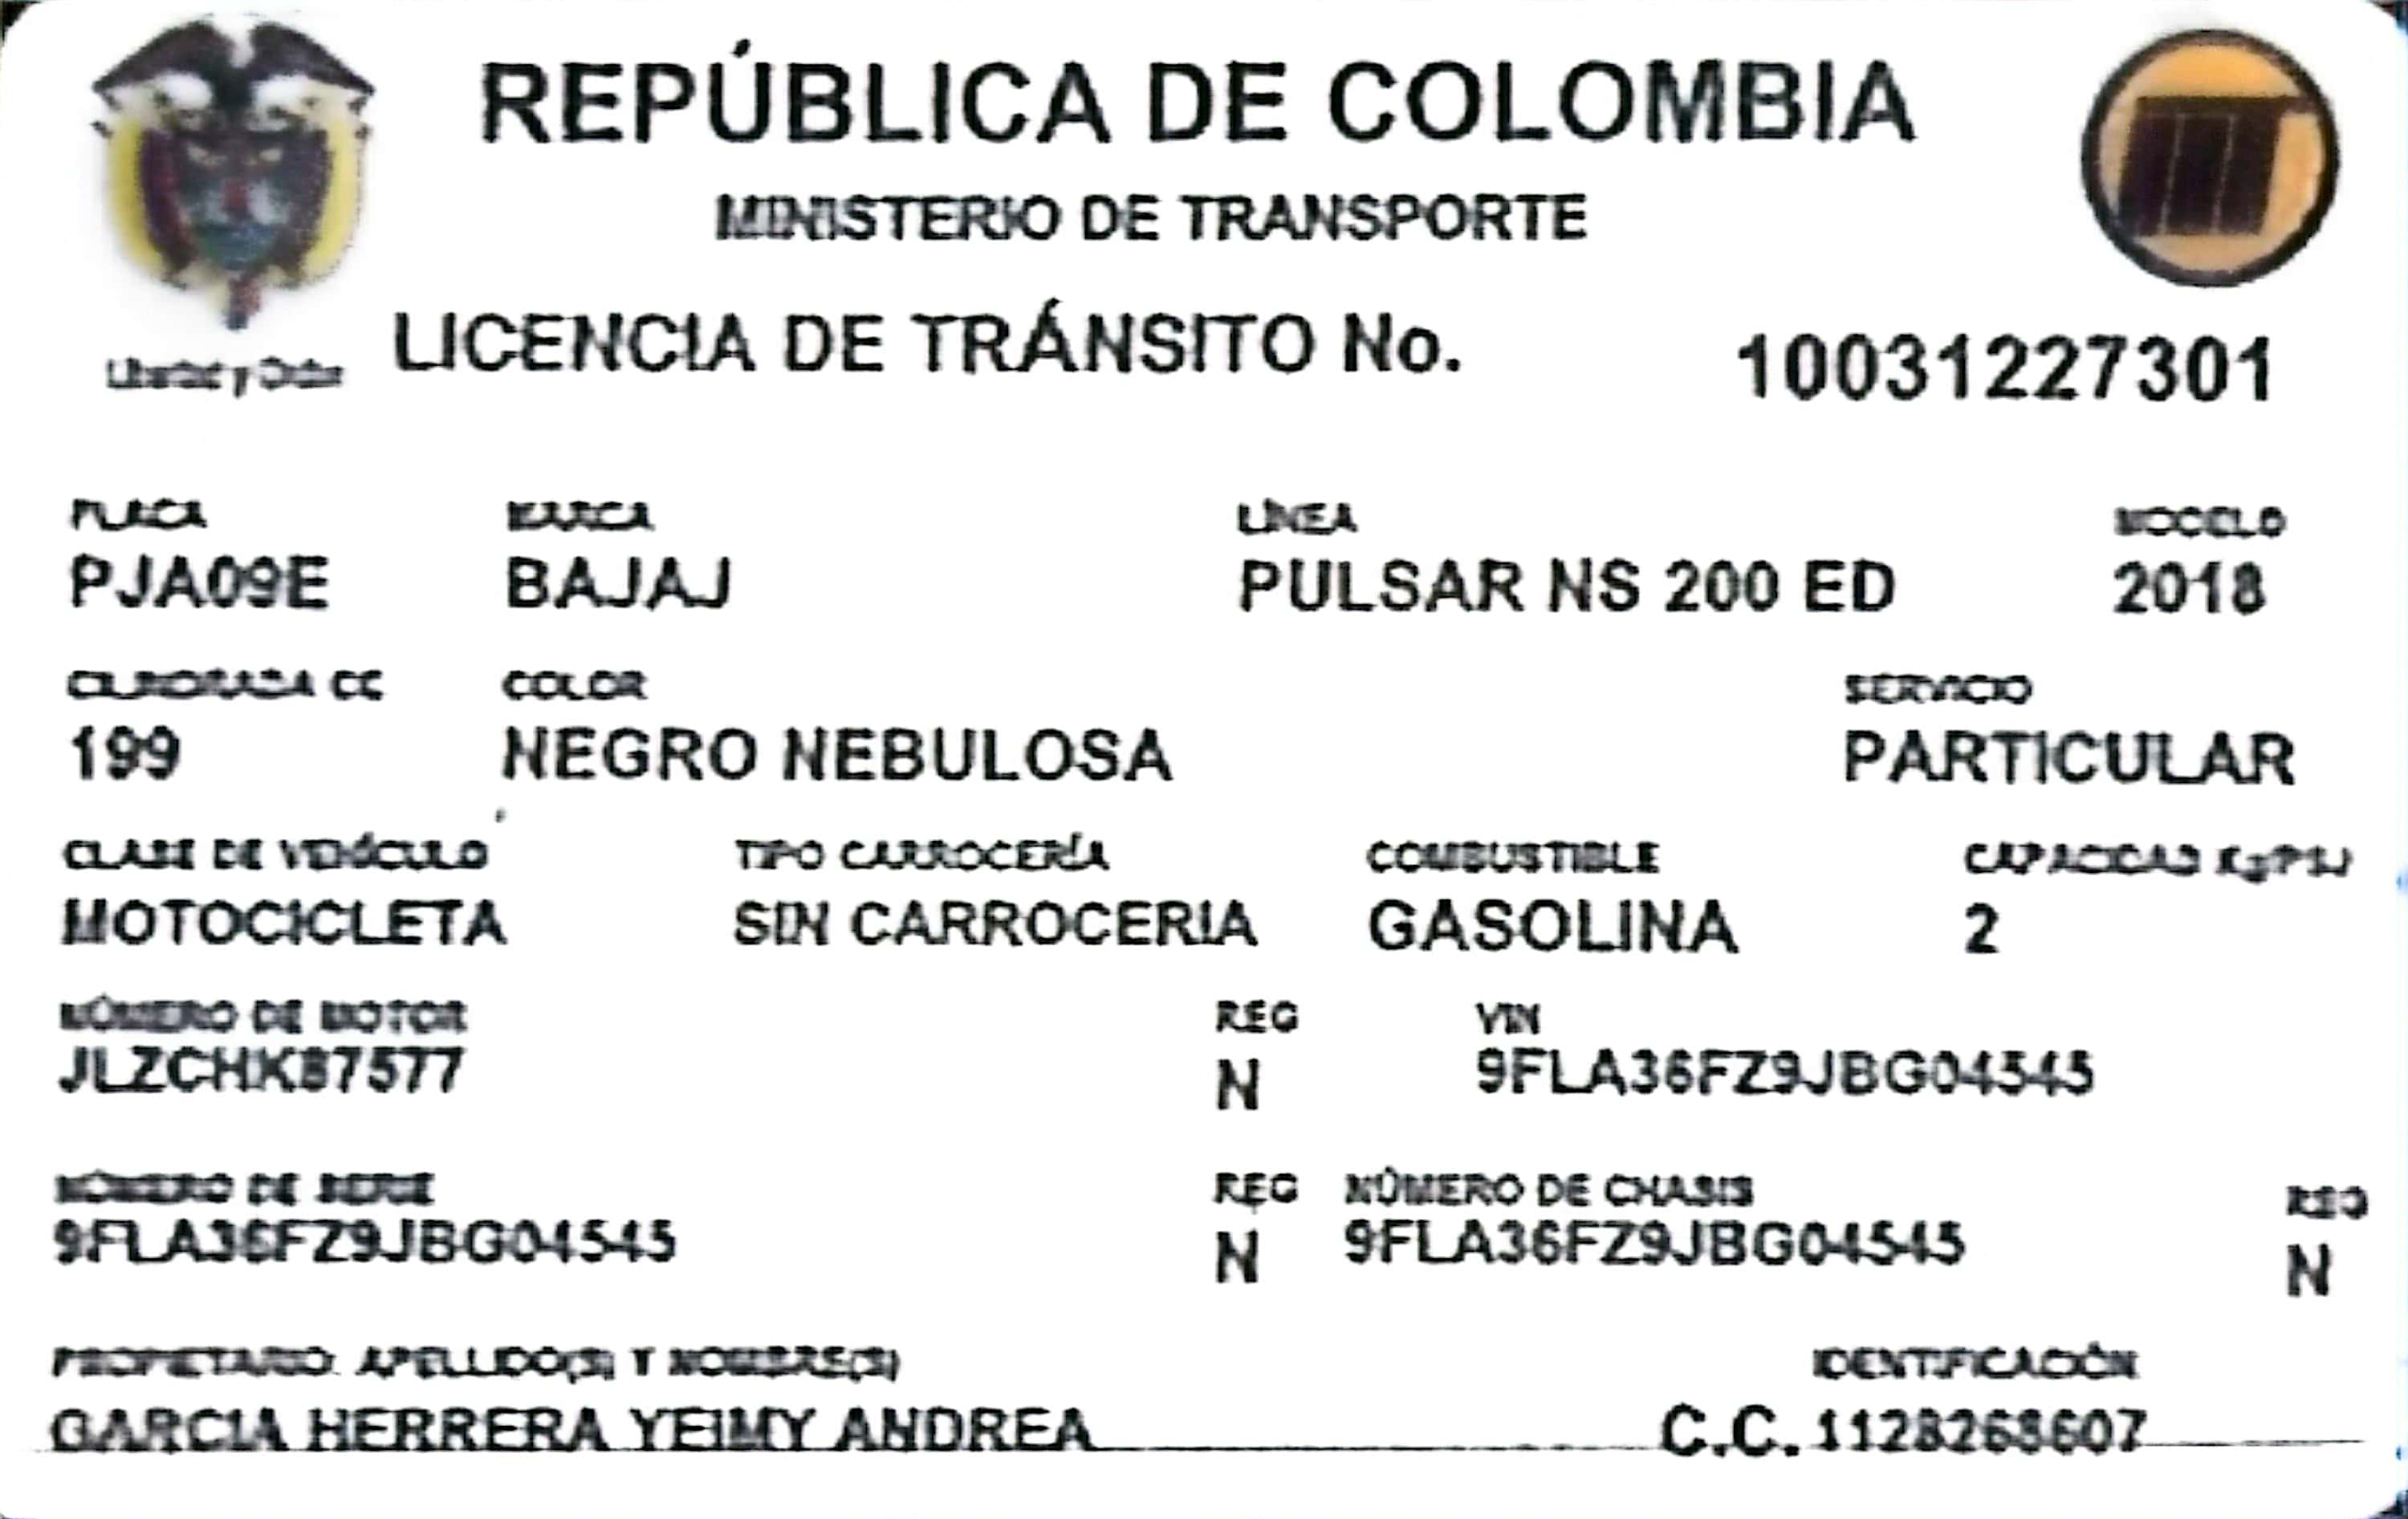 REPÚBLICA DE COLOMBIA
MINISTERIO DE TRANSPORTE
Libertad y Orden
LICENCIA DE TRÁNSITO No. 10031227301
PLACA MARCA LÍNEA MODELO
PJA09E BAJAJ PULSAR NS 200 ED 2018
CILINDRADA CC COLOR SERVICIO
199 NEGRO NEBULOSA PARTICULAR
CLASE DE VEHÍCULO TIPO CARROCERÍA COMBUSTIBLE CAPACIDAD Kg/PSJ
MOTOCICLETA SIN CARROCERIA GASOLINA 2
NÚMERO DE MOTOR REG VIN
JLZCHK87577 N 9FLA36FZ9JBG04545
NÚMERO DE SERIE REG NÚMERO DE CHASIS REG
9FLA36FZ9JBG04545 N 9FLA36FZ9JBG04545 N
PROPIETARIO: APELLIDO(S) Y NOMBRE(S) IDENTIFICACIÓN
GARCIA HERRERA YEIMY ANDREA C.C. 1128268607